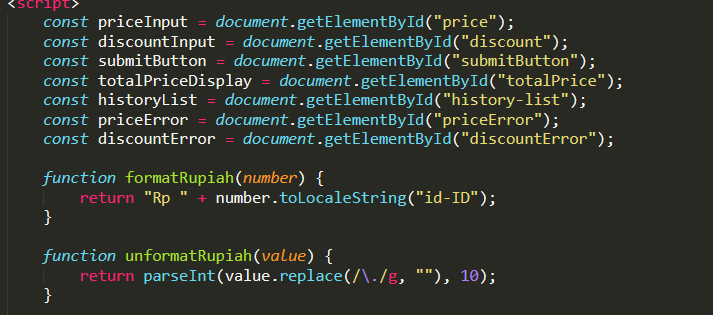 <script>
const priceInput = document.getElementById("price");
const discountInput = document.getElementById("discount");
const submitButton = document.getElementById("submitButton");
const totalPriceDisplay = document.getElementById("totalPrice");
const historyList = document.getElementById("history-list");
const priceError = document.getElementById("priceError");
const discountError = document.getElementById("discountError");
function formatRupiah(number) {
return "Rp " + number.toLocaleString("id-ID");
}
function unformatRupiah(value) {
return parseInt(value.replace(/\./g, ""), 10);
}